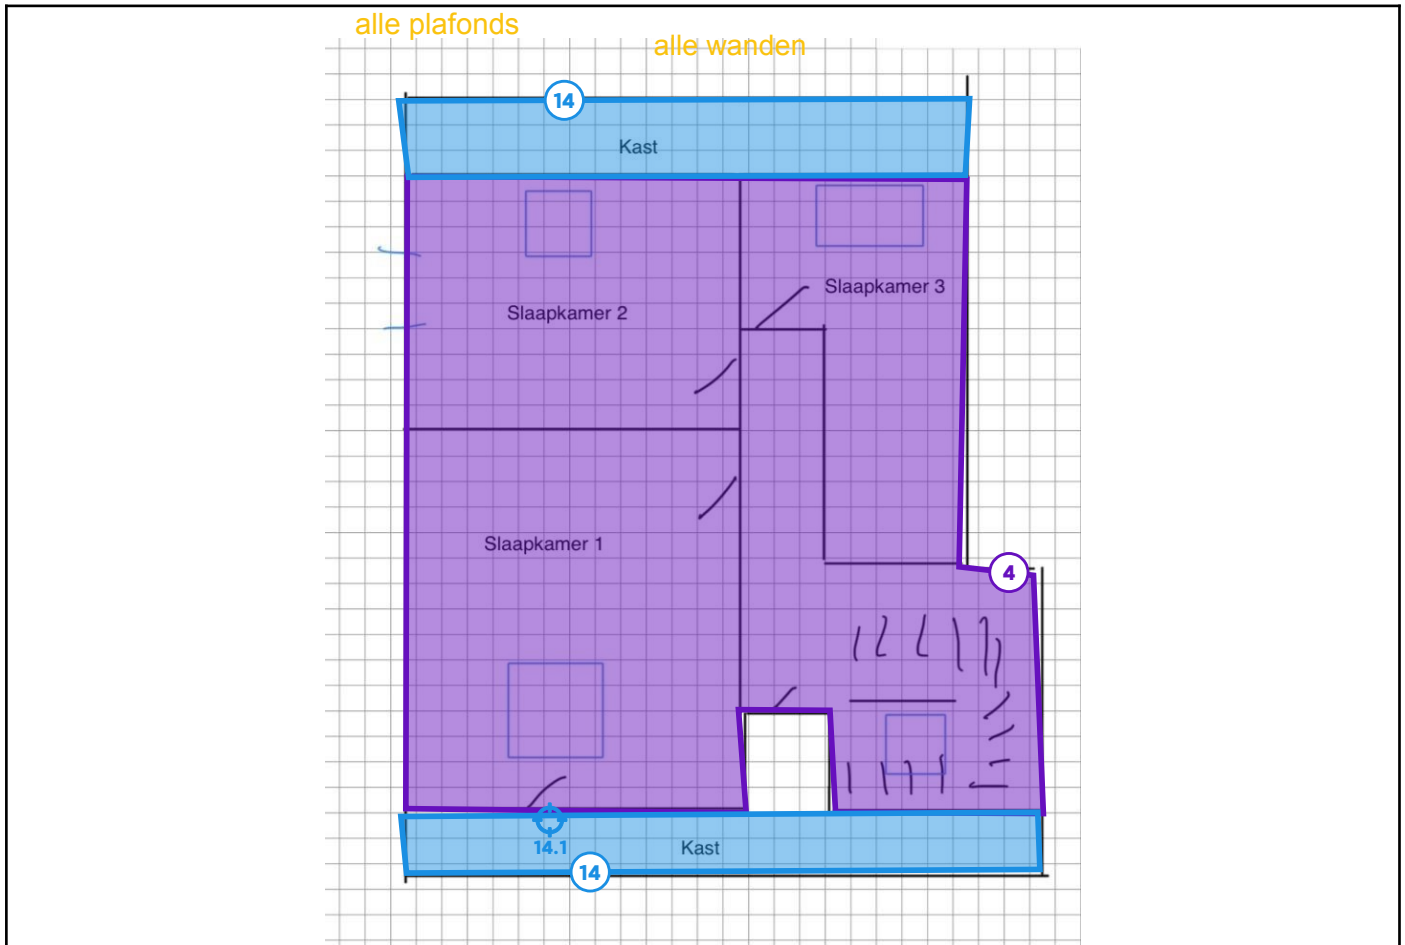 alle plafonds
alle wanden
14
Kast
Slaapkamer 3
Slaapkamer 2
Slaapkamer 1
4
14.1
Kast
14